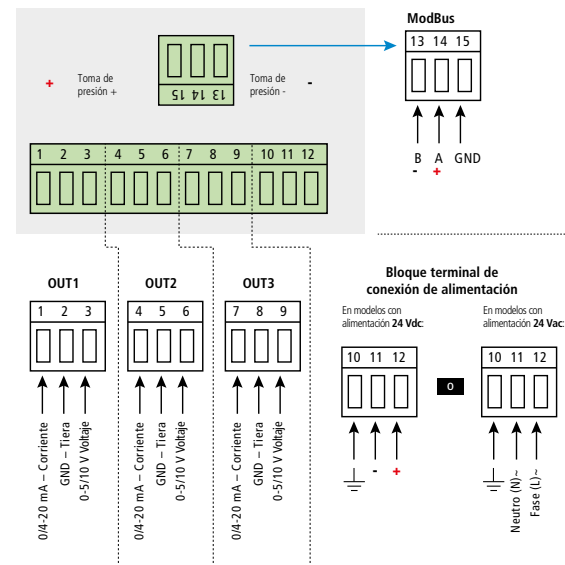 ModBus
13 14 15
B A GND
- +
+ Toma de presión +
Toma de presión - -
15 14 13
1 2 3 4 5 6 7 8 9 10 11 12
OUT1
1 2 3
0/4-20 mA – Corriente
GND – Tiera
0-5/10 V Voltaje
OUT2
4 5 6
0/4-20 mA – Corriente
GND – Tiera
0-5/10 V Voltaje
OUT3
7 8 9
0/4-20 mA – Corriente
GND – Tiera
0-5/10 V Voltaje
Bloque terminal de
conexión de alimentación
En modelos con
alimentación 24 Vdc:
10 11 12
- +
o
En modelos con
alimentación 24 Vac:
10 11 12
Neutro (N) ~
Fase (L) ~